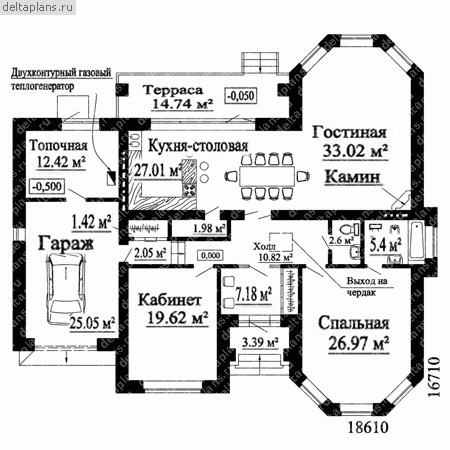 deltaplans.ru
Двухконтурный газовый
теплогенератор
Терраса
14.74 м²
-0,050
Топочная
12.42 м²
-0,500
Кухня-столовая
27.01 м²
Гостиная
33.02 м²
Камин
1.42 м²
Гараж
25.05 м²
2.05 м²
1.98 м²
0,000
Холл
10.82 м²
2.6 м²
5.4 м²
Кабинет
19.62 м²
7.18 м²
Выход на
чердак
3.39 м²
Спальная
26.97 м²
18610
16710